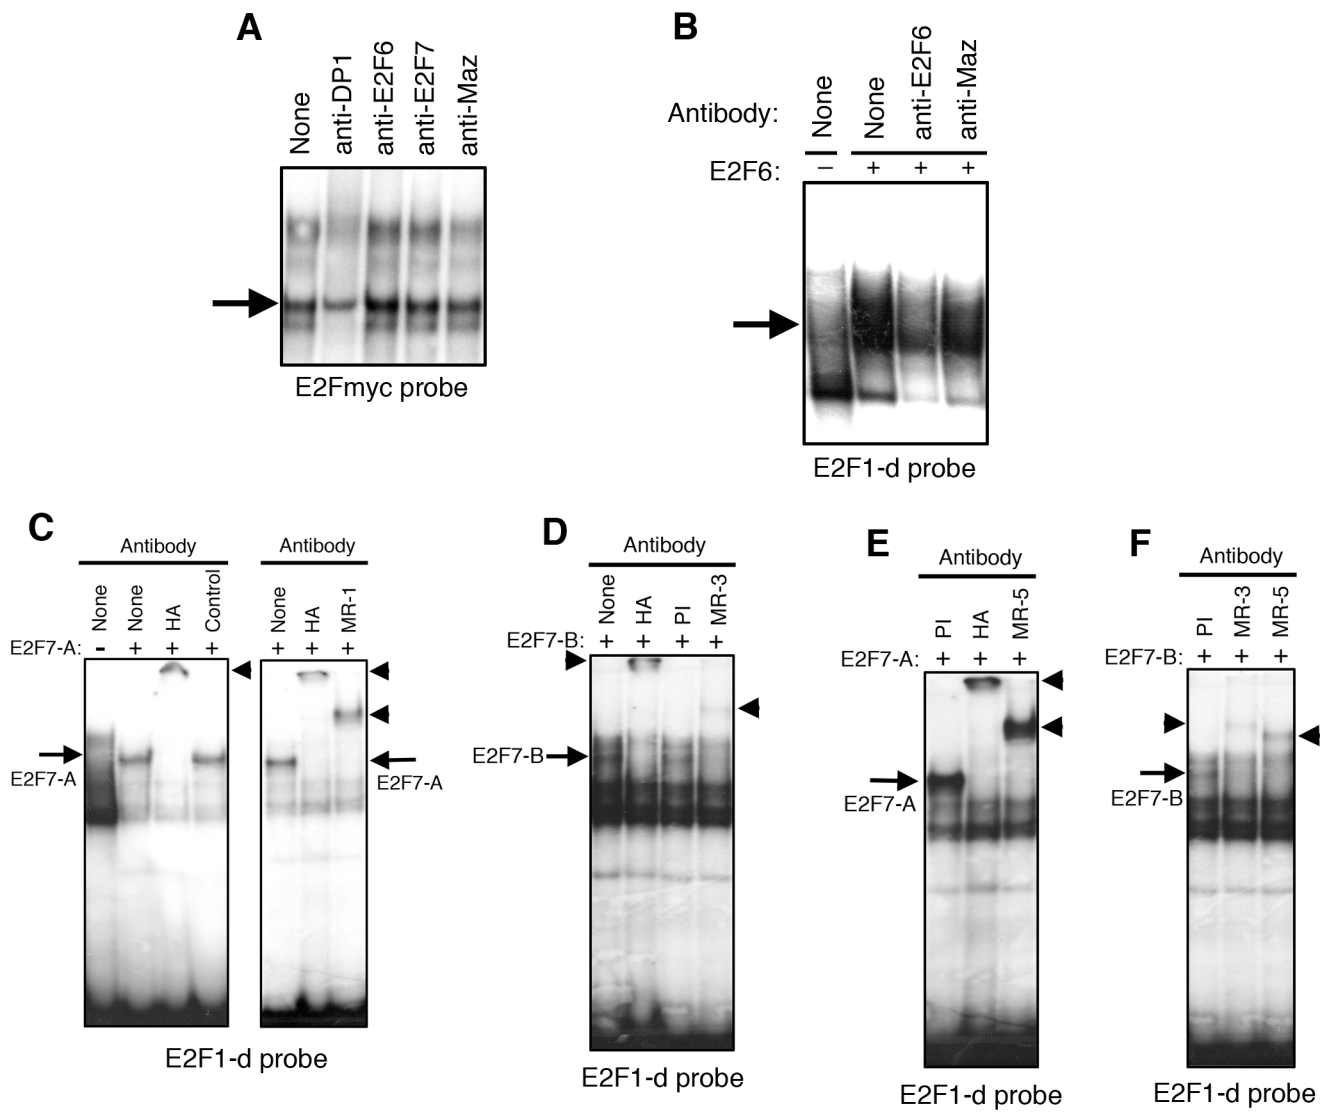 A
None
anti-DP1
anti-E2F6
anti-E2F7
anti-Maz
E2Fmyc probe
B
Antibody:
None
None
anti-E2F6
anti-Maz
E2F6: – + + +
E2F1-d probe
C
Antibody
None
None
HA
Control
E2F7-A: - + + +
E2F7-A
Antibody
None
HA
MR-1
+ + +
E2F7-A
E2F1-d probe
D
Antibody
None
HA
PI
MR-3
E2F7-B: + + + +
E2F7-B
E2F1-d probe
E
Antibody
PI
HA
MR-5
E2F7-A: + + +
E2F7-A
E2F1-d probe
F
Antibody
PI
MR-3
MR-5
E2F7-B: + + +
E2F7-B
E2F1-d probe